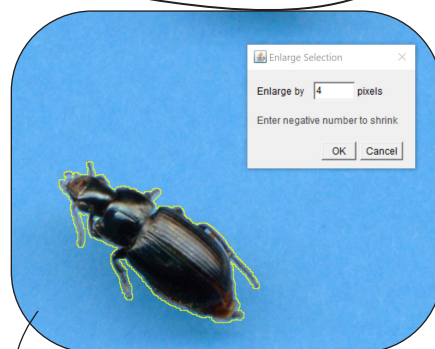 Enlarge Selection
Enlarge by 4 pixels
Enter negative number to shrink
OK Cancel